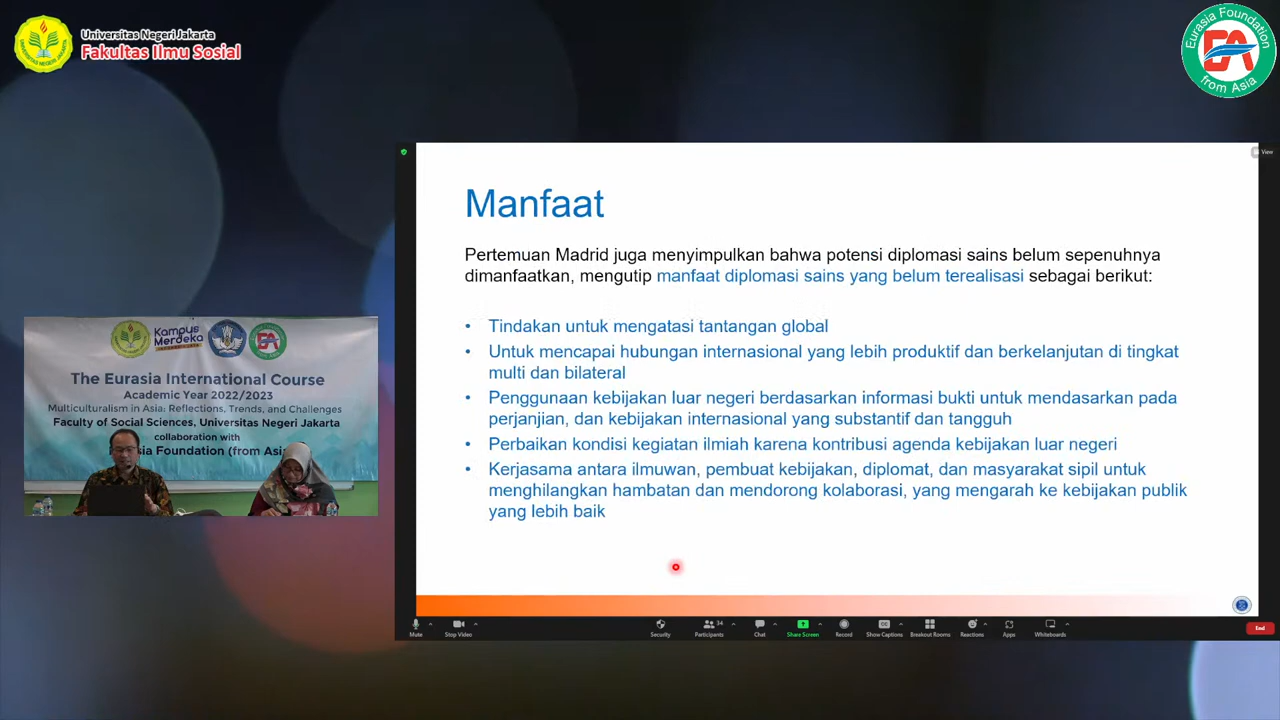 Universitas Negeri Jakarta
Fakultas Ilmu Sosial
Eurasia Foundation
EA
from Asia
View
Manfaat
Pertemuan Madrid juga menyimpulkan bahwa potensi diplomasi sains belum sepenuhnya
dimanfaatkan, mengutip manfaat diplomasi sains yang belum terealisasi sebagai berikut:
• Tindakan untuk mengatasi tantangan global
• Untuk mencapai hubungan internasional yang lebih produktif dan berkelanjutan di tingkat
multi dan bilateral
• Penggunaan kebijakan luar negeri berdasarkan informasi bukti untuk mendasarkan pada
perjanjian, dan kebijakan internasional yang substantif dan tangguh
• Perbaikan kondisi kegiatan ilmiah karena kontribusi agenda kebijakan luar negeri
• Kerjasama antara ilmuwan, pembuat kebijakan, diplomat, dan masyarakat sipil untuk
menghilangkan hambatan dan mendorong kolaborasi, yang mengarah ke kebijakan publik
yang lebih baik
Kampus
Merdeka
EA
The Eurasia International Course
Academic Year 2022/2023
Multiculturalism in Asia: Reflections, Trends, and Challenges
Faculty of Social Sciences, Universitas Negeri Jakarta
collaboration with
Foundation (from
Mute
Stop Video
Security
34
Participants
Chat
Share Screen
Record
Show Captions
Breakout Rooms
Reactions
Apps
Whiteboards
End